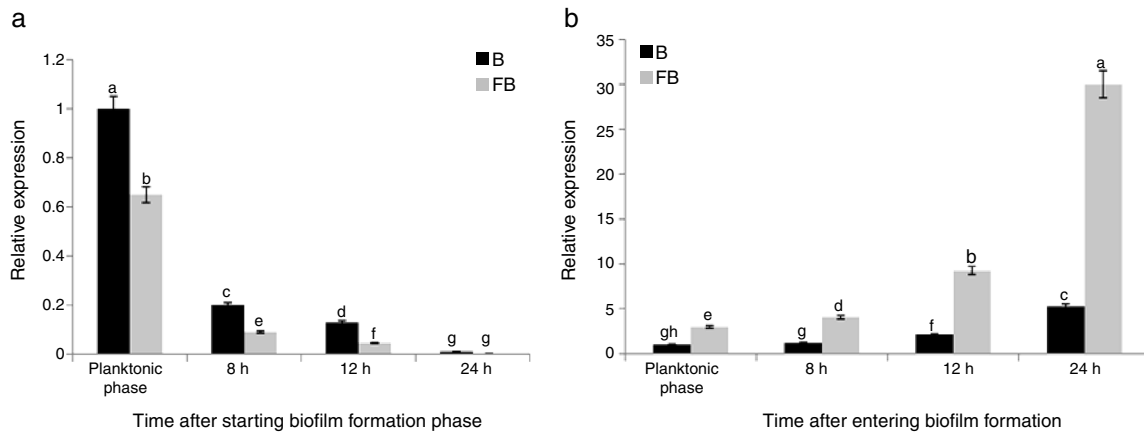 a
1.2
1
0.8
0.6
0.4
0.2
0
Relative expression
B
FB
a
b
c
e
d
f
g
g
Planktonic
phase
8 h
12 h
24 h
Time after starting biofilm formation phase
b
35
30
25
20
15
10
5
0
Relative expression
B
FB
gh
e
g
d
f
b
c
a
Planktonic
phase
8 h
12 h
24 h
Time after entering biofilm formation